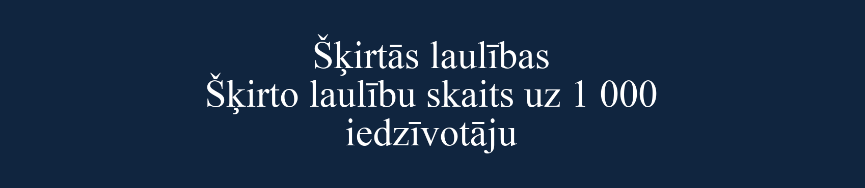 Šķirtās laulības
Šķirto laulību skaits uz 1 000
iedzīvotāju